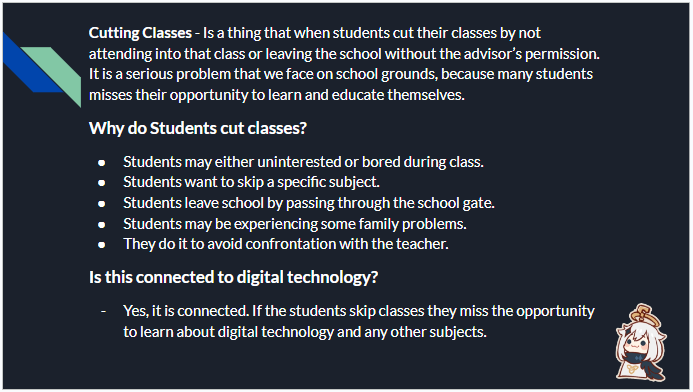 Cutting Classes - Is a thing that when students cut their classes by not
attending into that class or leaving the school without the advisor's permission.
It is a serious problem that we face on school grounds, because many students
misses their opportunity to learn and educate themselves.
Why do Students cut classes?
● Students may either uninterested or bored during class.
● Students want to skip a specific subject.
● Students leave school by passing through the school gate.
● Students may be experiencing some family problems.
● They do it to avoid confrontation with the teacher.
Is this connected to digital technology?
- Yes, it is connected. If the students skip classes they miss the opportunity
to learn about digital technology and any other subjects.